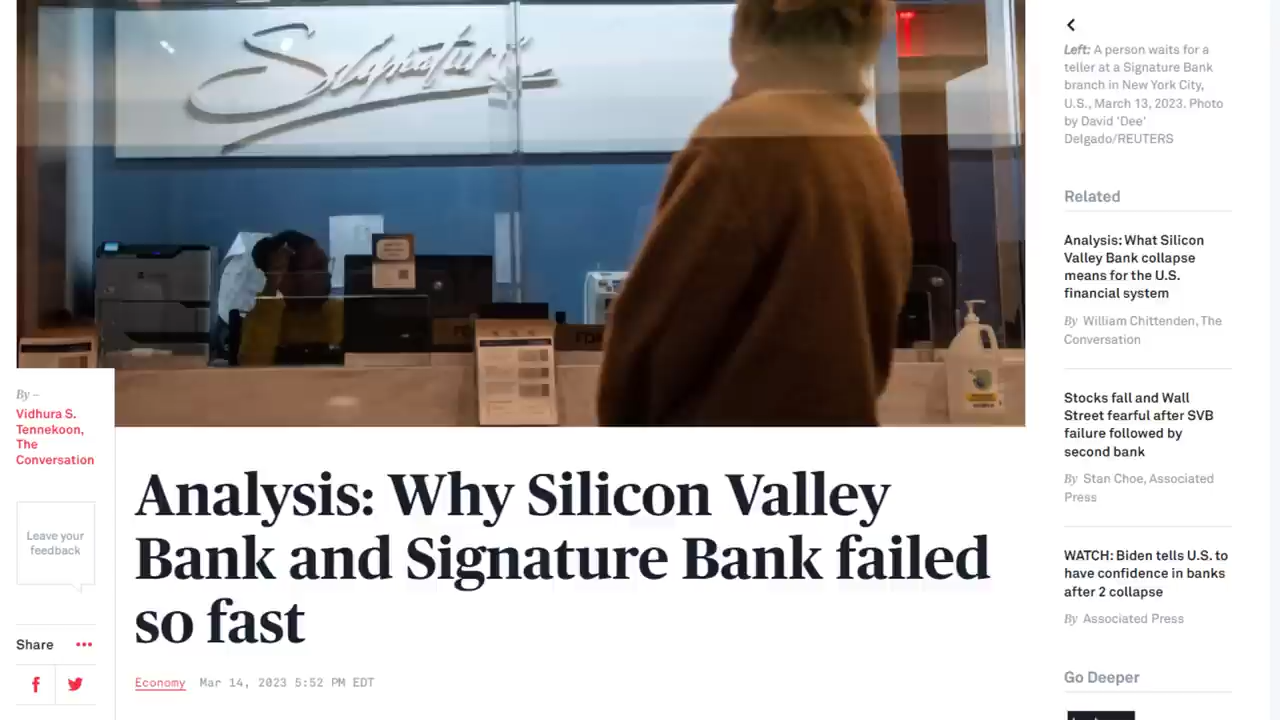 Signature
Left: A person waits for a
teller at a Signature Bank
branch in New York City,
U.S., March 13, 2023. Photo
by David 'Dee'
Delgado/REUTERS
Related
Analysis: What Silicon
Valley Bank collapse
means for the U.S.
financial system
By William Chittenden, The
Conversation
Stocks fall and Wall
Street fearful after SVB
failure followed by
second bank
By Stan Choe, Associated
Press
WATCH: Biden tells U.S. to
have confidence in banks
after 2 collapse
By Associated Press
Go Deeper
By –
Vidhura S.
Tennekoon,
The
Conversation
Leave your
feedback
Share
Analysis: Why Silicon Valley
Bank and Signature Bank failed
so fast
Economy Mar 14, 2023 5:52 PM EDT